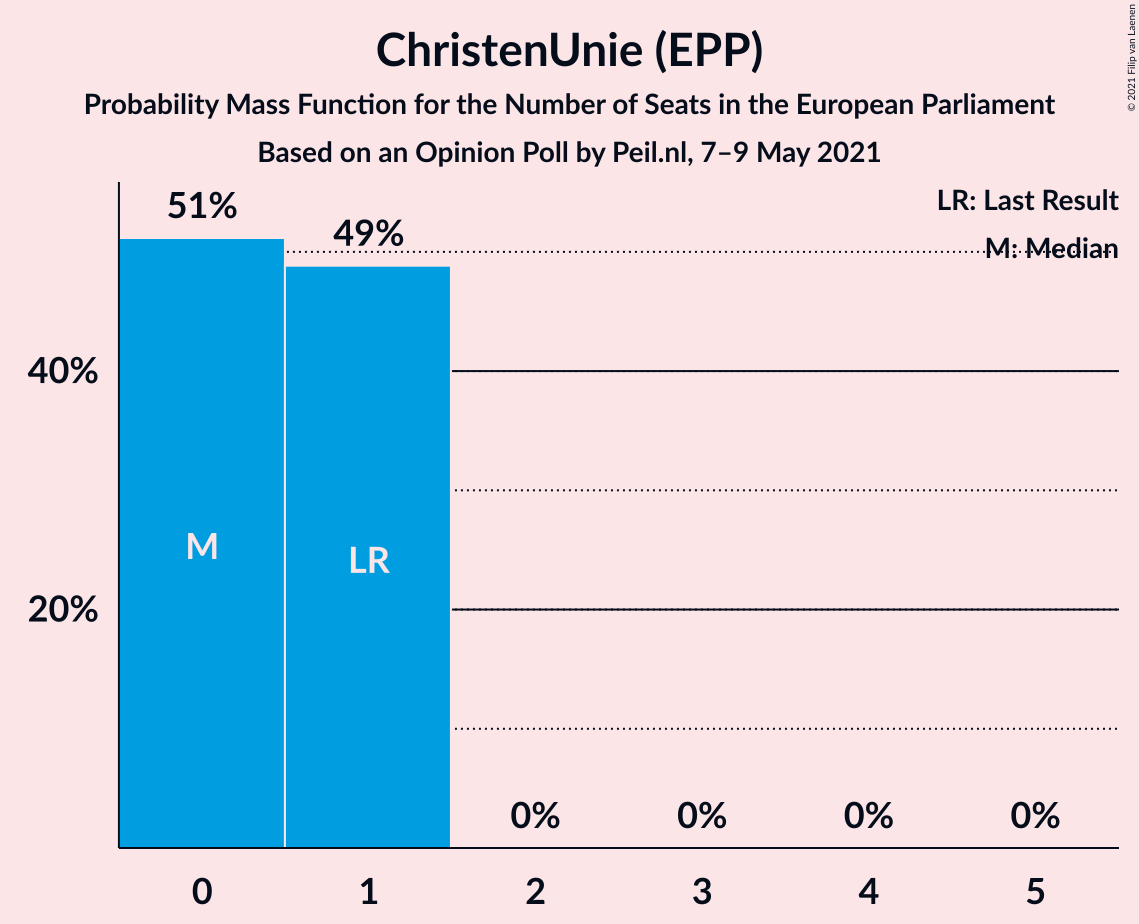 ChristenUnie (EPP)
Probability Mass Function for the Number of Seats in the European Parliament
Based on an Opinion Poll by Peil.nl, 7–9 May 2021
© 2021 Filip van Laenen
LR: Last Result
M: Median
51%
49%
40%
20%
M
LR
0%
0%
0%
0%
0
1
2
3
4
5